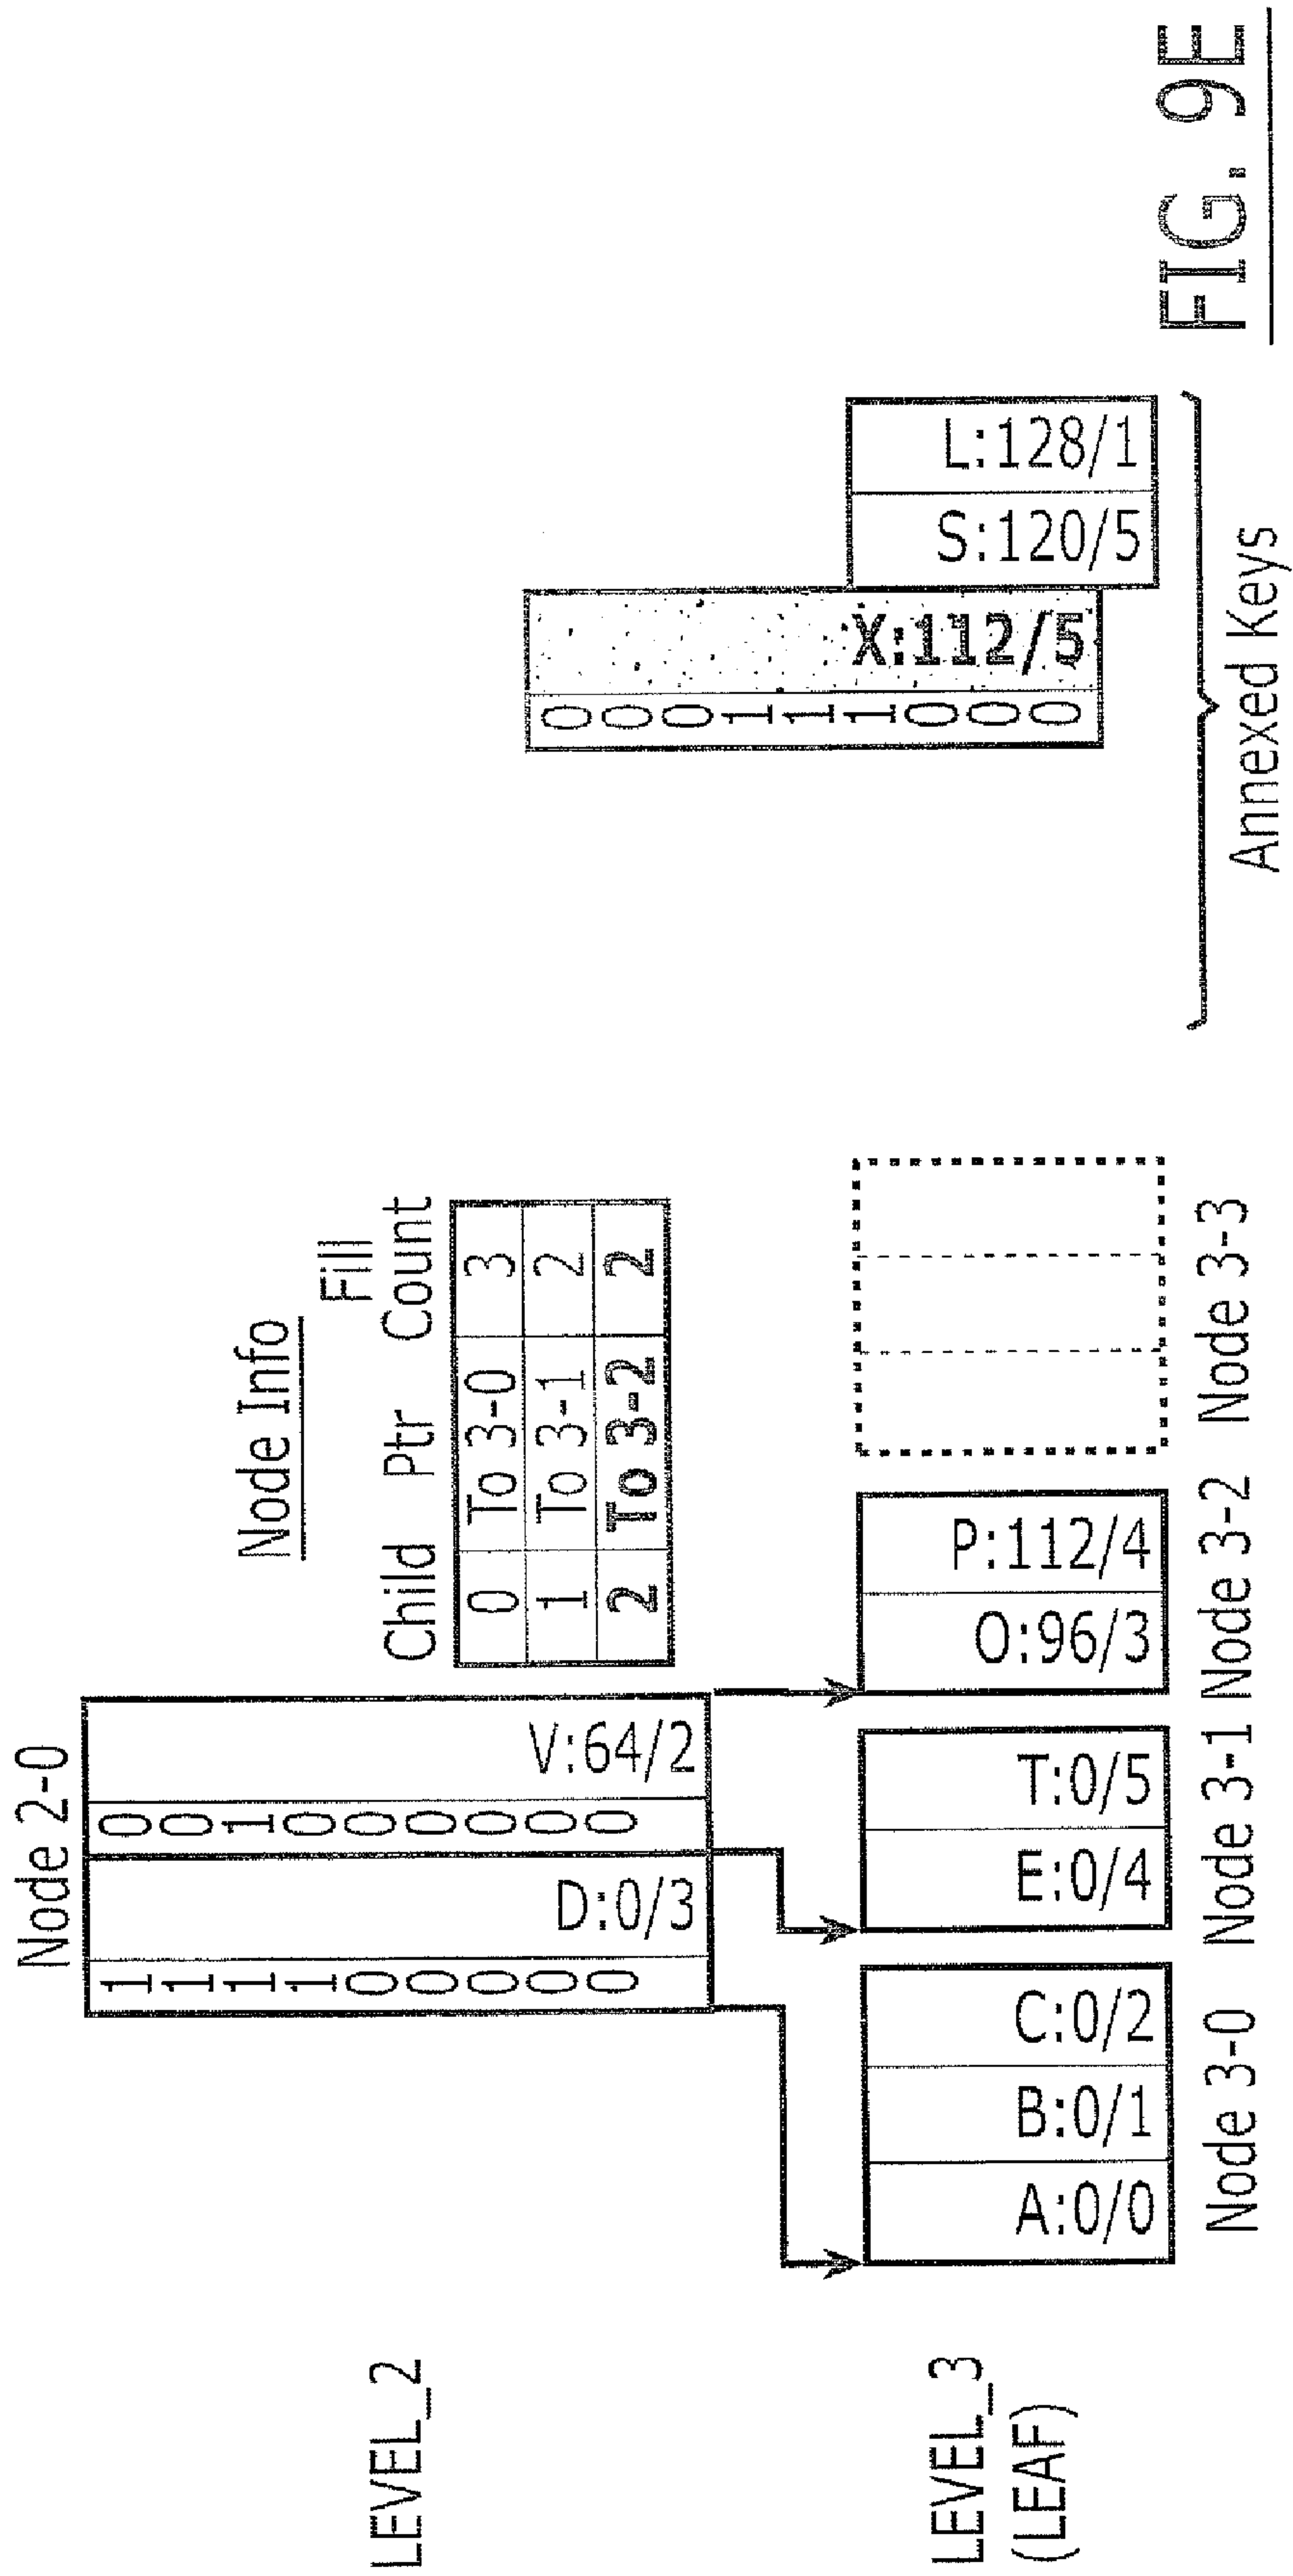 Node 2-0
111100000
D:0/3
001000000
V:64/2
Node Info
Child Ptr Fill Count
0 To 3-0 3
1 To 3-1 2
2 To 3-2 2
LEVEL_2
000111000
X:112/5
LEVEL_3
(LEAF)
A:0/0 B:0/1 C:0/2
E:0/4 T:0/5
O:96/3 P:112/4
S:120/5 L:128/1
Node 3-0 Node 3-1 Node 3-2 Node 3-3
Annexed Keys
FIG. 9E